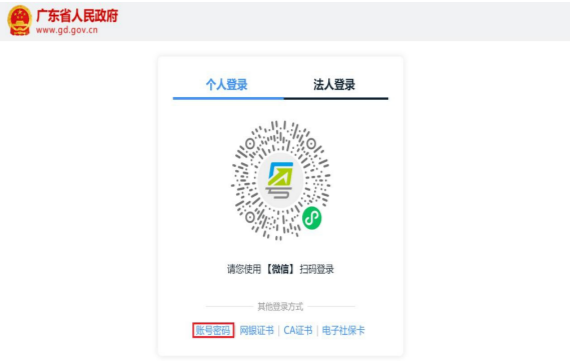 广东省人民政府
www.gd.gov.cn
个人登录 法人登录
请您使用【微信】扫码登录
其他登录方式
账号密码 | 网银证书 | CA证书 | 电子社保卡